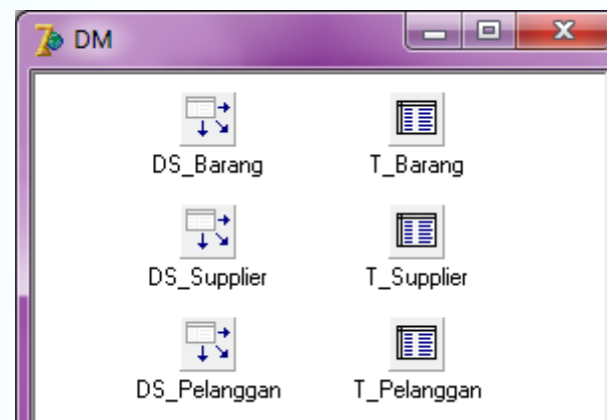 DM
DS_Barang T_Barang
DS_Supplier T_Supplier
DS_Pelanggan T_Pelanggan